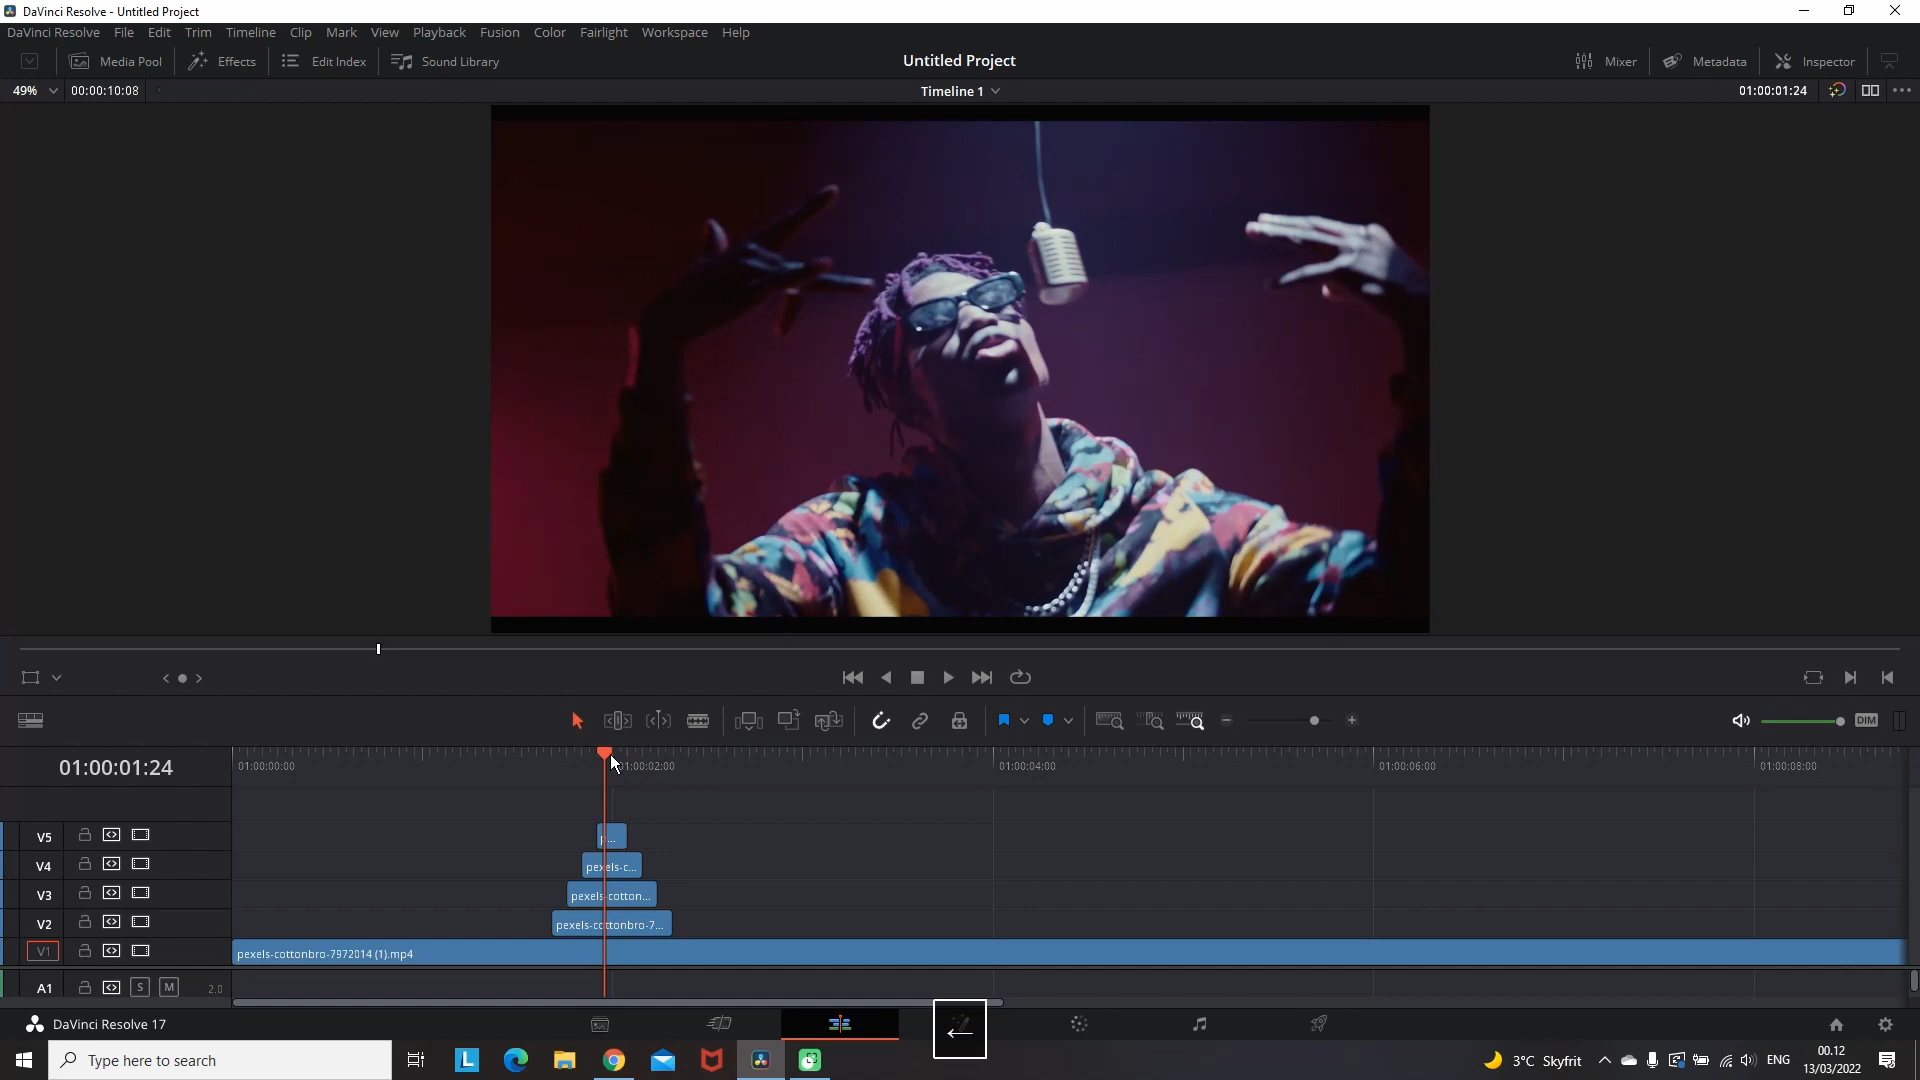 DaVinci Resolve - Untitled Project
DaVinci Resolve File Edit Trim Timeline Clip Mark View Playback Fusion Color Fairlight Workspace Help
Media Pool Effects Edit Index Sound Library Untitled Project Mixer Metadata Inspector
49% 00:00:10:08 Timeline 1 01:00:01:24
DIM
01:00:01:24 01:00:00:00 01:00:02:00 01:00:04:00 01:00:06:00 01:00:08:00
V5 p...
V4 pexels-c...
V3 pexels-cotton...
V2 pexels-cottonbro-7...
V1 pexels-cottonbro-7972014 (1).mp4
A1 S M 2.0
DaVinci Resolve 17 ←
Type here to search L 3°C Skyfrit ENG 00.12
13/03/2022